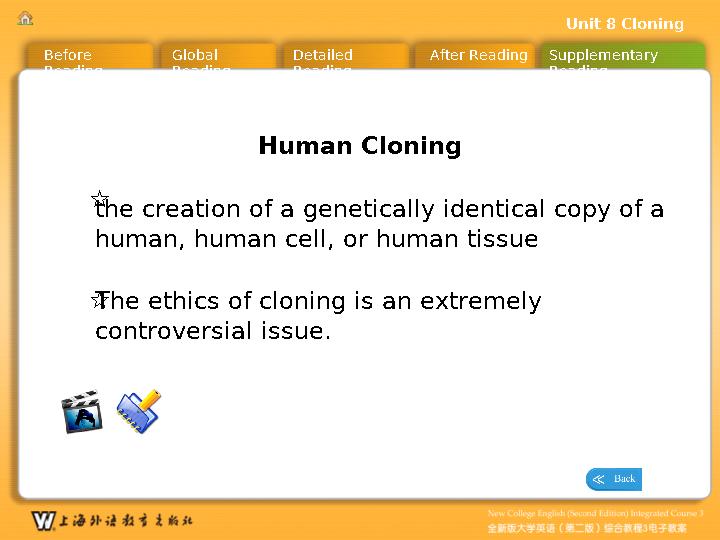 Unit 8 Cloning
Before Reading
Global Reading
Detailed Reading
After Reading
Supplementary Reading
Human Cloning
the creation of a genetically identical copy of a
human, human cell, or human tissue
The ethics of cloning is an extremely
controversial issue.
Back
上海外语教育出版社
New College English (Second Edition) Integrated Course 3
全新版大学英语（第二版）综合教程3电子教案